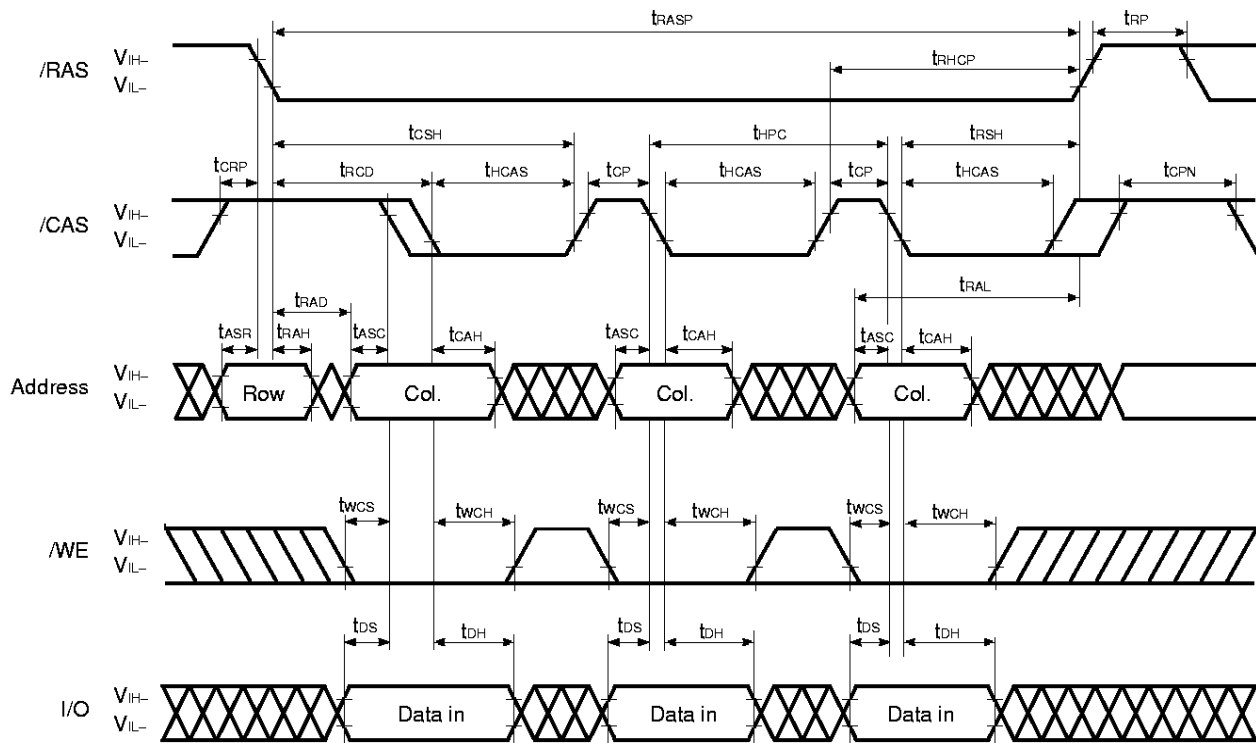 tRASP tRP
/RAS VIH– VIL–
tRHCP
tCSH tHPC tRSH
tCRP tRCD tHCAS tCP tHCAS tCP tHCAS tCPN
/CAS VIH– VIL–
tRAD tRAL
tASR tRAH tASC tCAH tASC tCAH tASC tCAH
Address VIH– VIL– Row Col. Col. Col.
tWCS tWCH tWCS tWCH tWCS tWCH
/WE VIH– VIL–
tDS tDH tDS tDH tDS tDH
I/O VIH– VIL– Data in Data in Data in